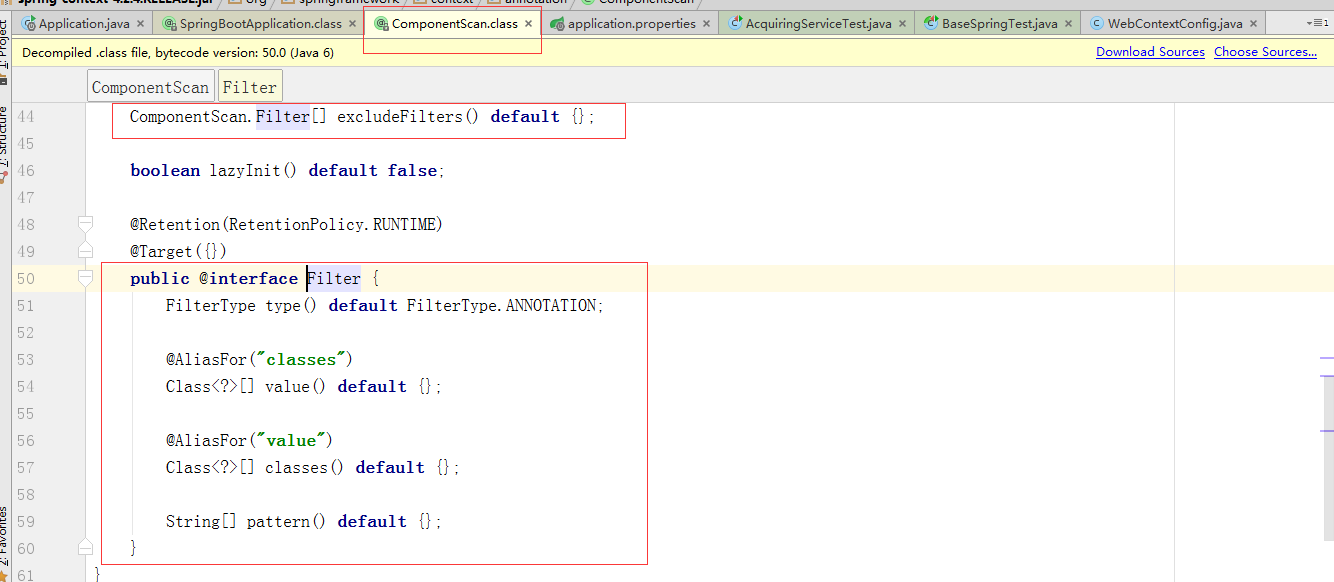 spring-context-4.2.4.RELEASE.jar org springframework context annotation ComponentScan
Application.java SpringBootApplication.class ComponentScan.class application.properties AcquiringServiceTest.java BaseSpringTest.java WebContextConfig.java 1
Decompiled .class file, bytecode version: 50.0 (Java 6) Download Sources Choose Sources...
ComponentScan Filter
1: Project
7: Structure
2: Favorites
44 ComponentScan.Filter[] excludeFilters() default {};
45
46 boolean lazyInit() default false;
47
48 @Retention(RetentionPolicy.RUNTIME)
49 @Target({})
50 public @interface Filter {
51 FilterType type() default FilterType.ANNOTATION;
52
53 @AliasFor("classes")
54 Class<?>[] value() default {};
55
56 @AliasFor("value")
57 Class<?>[] classes() default {};
58
59 String[] pattern() default {};
60 }
61 }